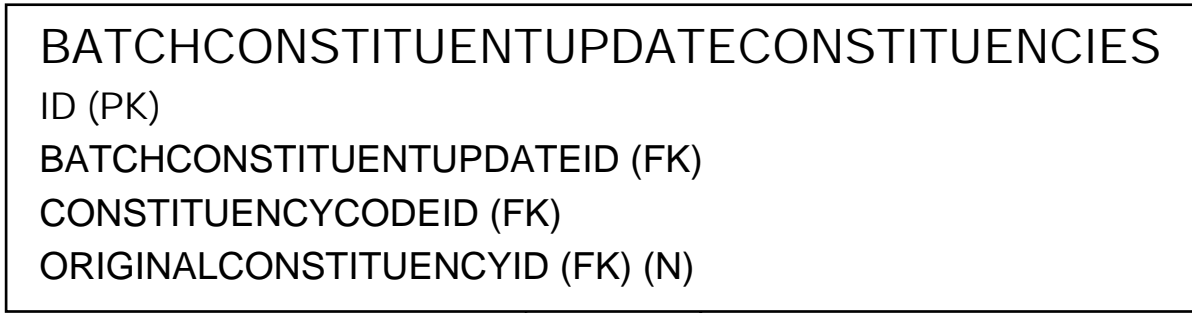 BATCHCONSTITUENTUPDATECONSTITUENCIES
ID (PK)
BATCHCONSTITUENTUPDATEID (FK)
CONSTITUENCYCODEID (FK)
ORIGINALCONSTITUENCYID (FK) (N)